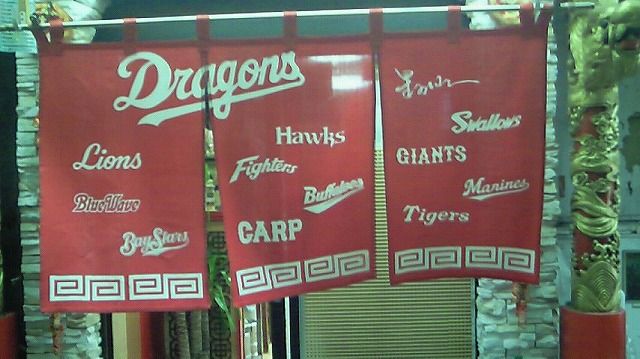 Dragons
Lions
BlueWave
BayStars
Hawks
Fighters
Buffaloes
CARP
Swallows
GIANTS
Marines
Tigers